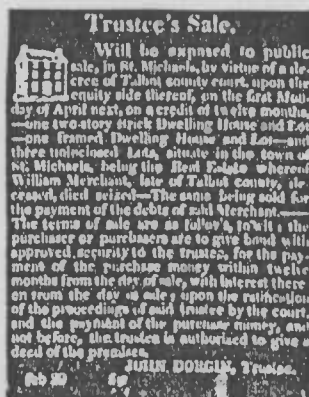 Trustee's Sale.
Will be exposed to public
sale, in St. Michaels, by virtue of a de-
cree of Talbot county court, upon the
equity side thereof, on the first Mon-
day of April next, on a credit of twelve months,
—one two-story brick Dwelling House and Lot
—one framed Dwelling House and Lot—and
three uninclosed Lots, situate in the town of
St. Michaels, being the Real Estate whereof
William Merchant, late of Talbot county, de-
ceased, died seized—The same being sold for
the payment of the debts of said Merchant.—
The terms of sale are as follows, to wit: the
purchaser or purchasers are to give bond with
approved security to the trustee, for the pay-
ment of the purchase money within twelve
months from the day of sale, with interest there
on from the day of sale; upon the ratification
of the proceedings of said trustee by the court,
and the payment of the purchase money, and
not before, the trustee is authorized to give a
deed of the premises.
JOHN DORGIN, Trustee.
feb 20